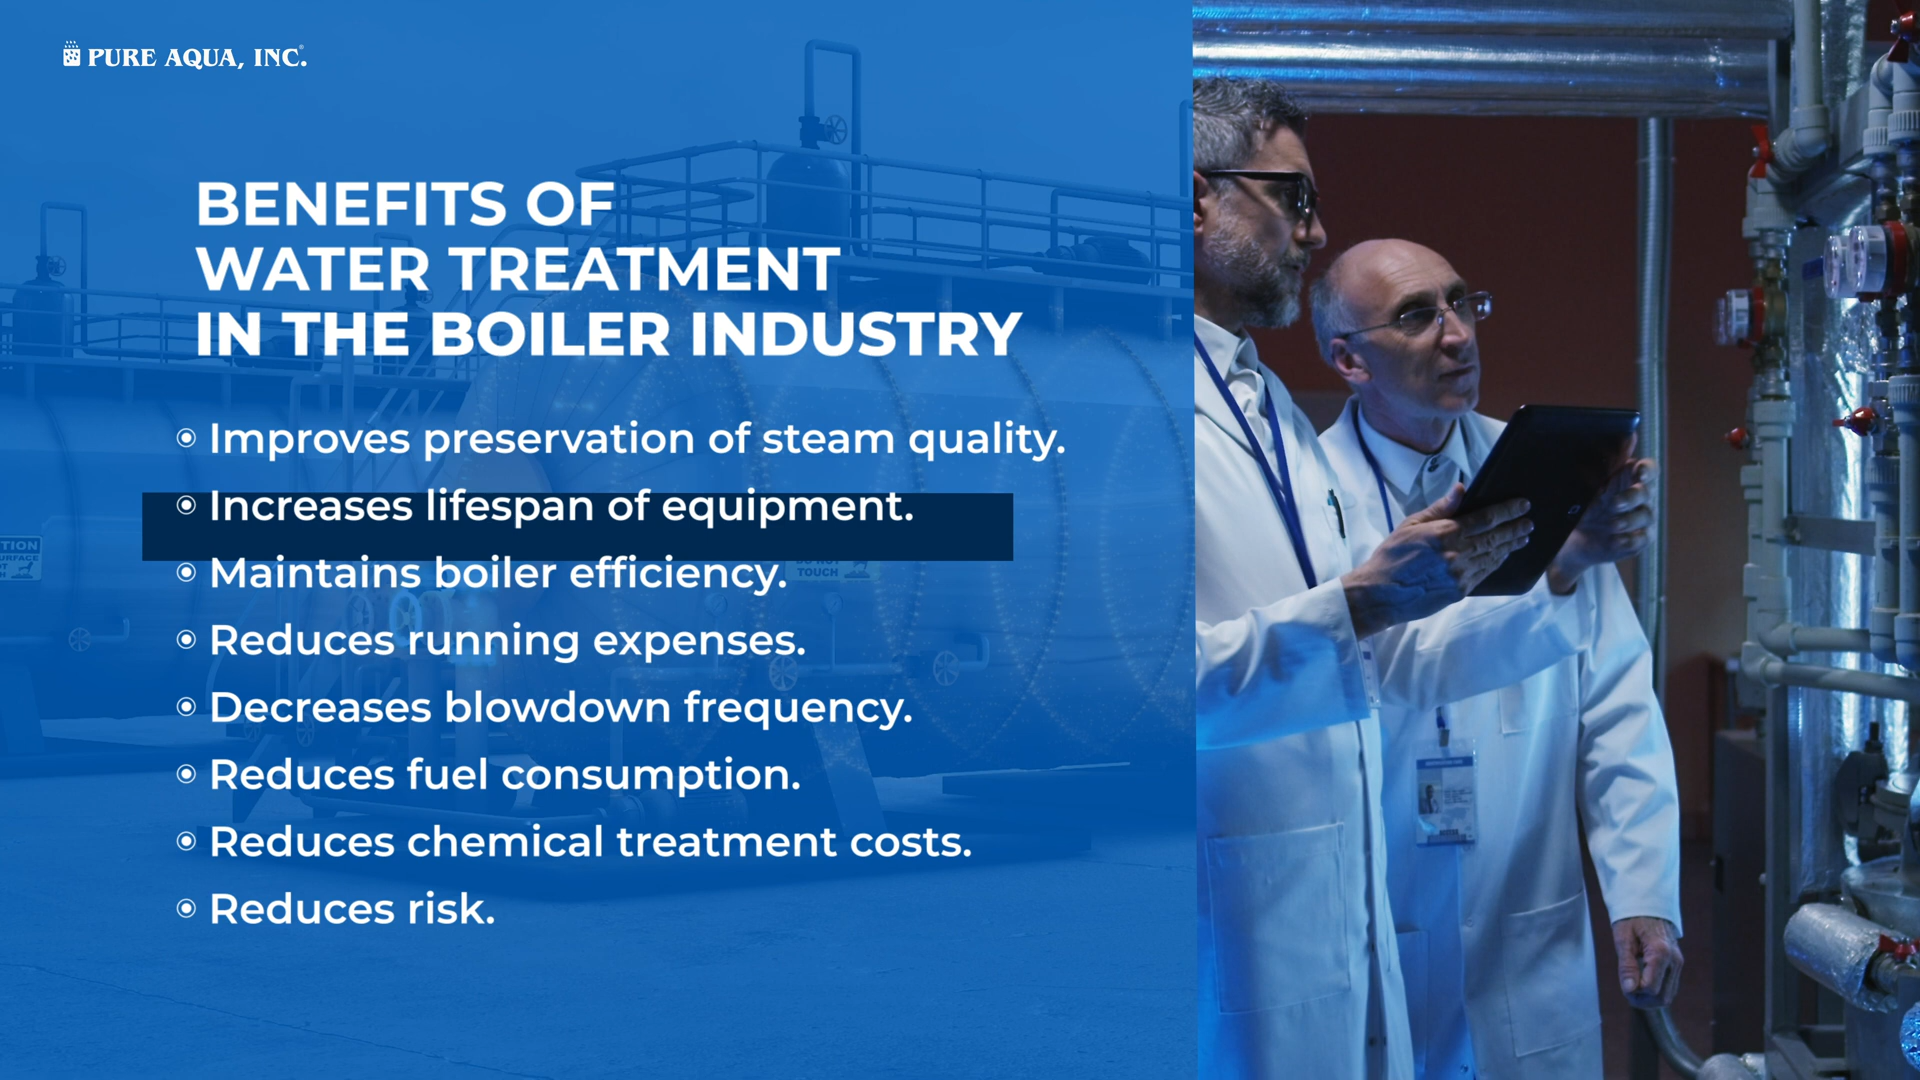 PURE AQUA, INC.
BENEFITS OF
WATER TREATMENT
IN THE BOILER INDUSTRY
Improves preservation of steam quality.
Increases lifespan of equipment.
Maintains boiler efficiency.
Reduces running expenses.
Decreases blowdown frequency.
Reduces fuel consumption.
Reduces chemical treatment costs.
Reduces risk.
TOUCH